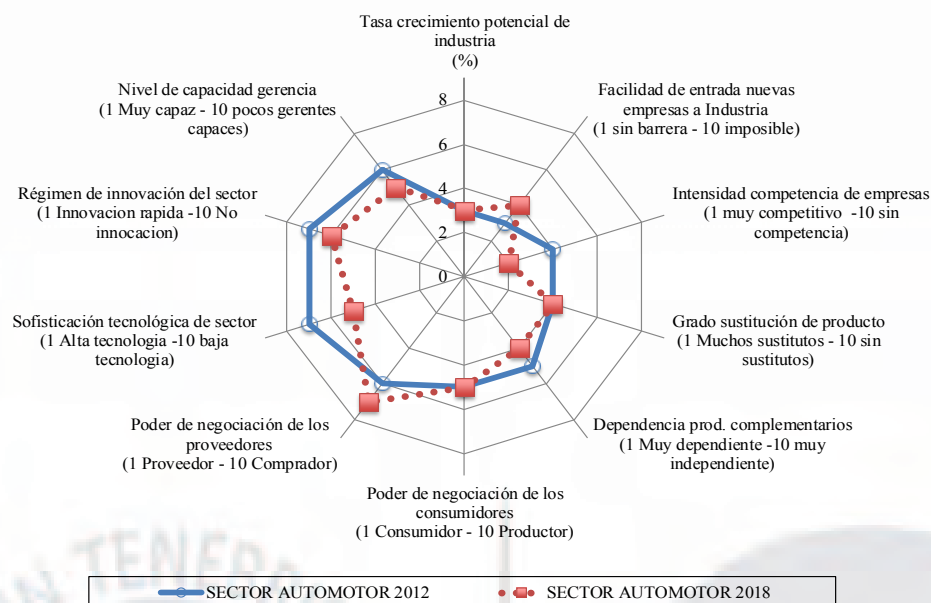 Tasa crecimiento potencial de
industria
(%)
Nivel de capacidad gerencia
(1 Muy capaz - 10 pocos gerentes
capaces)
Facilidad de entrada nuevas
empresas a Industria
(1 sin barrera - 10 imposible)
8
6
4
2
0
Régimen de innovación del sector
(1 Innovacion rapida -10 No
innocacion)
Intensidad competencia de empresas
(1 muy competitivo -10 sin
competencia)
Sofisticación tecnológica de sector
(1 Alta tecnologia -10 baja
tecnologia)
Grado sustitución de producto
(1 Muchos sustitutos - 10 sin
sustitutos)
Poder de negociación de los
proveedores
(1 Proveedor - 10 Comprador)
Dependencia prod. complementarios
(1 Muy dependiente -10 muy
independiente)
Poder de negociación de los
consumidores
(1 Consumidor - 10 Productor)
TENERO
SECTOR AUTOMOTOR 2012
SECTOR AUTOMOTOR 2018